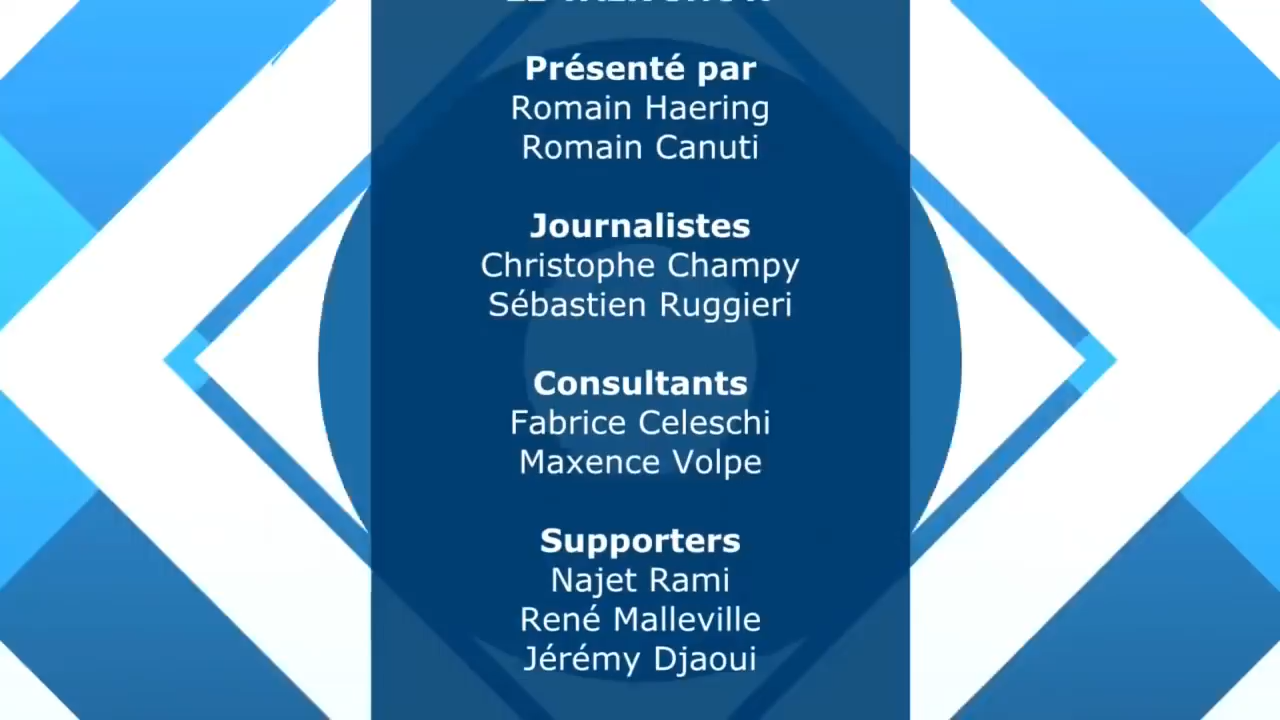 Présenté par
Romain Haering
Romain Canuti
Journalistes
Christophe Champy
Sébastien Ruggieri
Consultants
Fabrice Celeschi
Maxence Volpe
Supporters
Najet Rami
René Malleville
Jérémy Djaoui